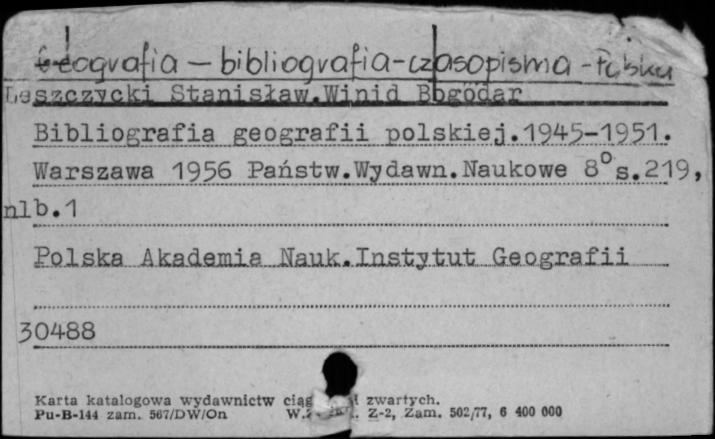 Geografia – bibliografia-czasopisma -Polska
Leszczycki Stanisław.Winid Bogodar
Bibliografia geografii polskiej.1945-1951.
Warszawa 1956 Państw.Wydawn.Naukowe 8° s.219,
nlb.1
Polska Akademia Nauk.Instytut Geografii
30488
Karta katalogowa wydawnictw ciąg zwartych.
Pu-B-144 zam. 567/DW/On Z-2, Zam. 502/77, 6 400 000